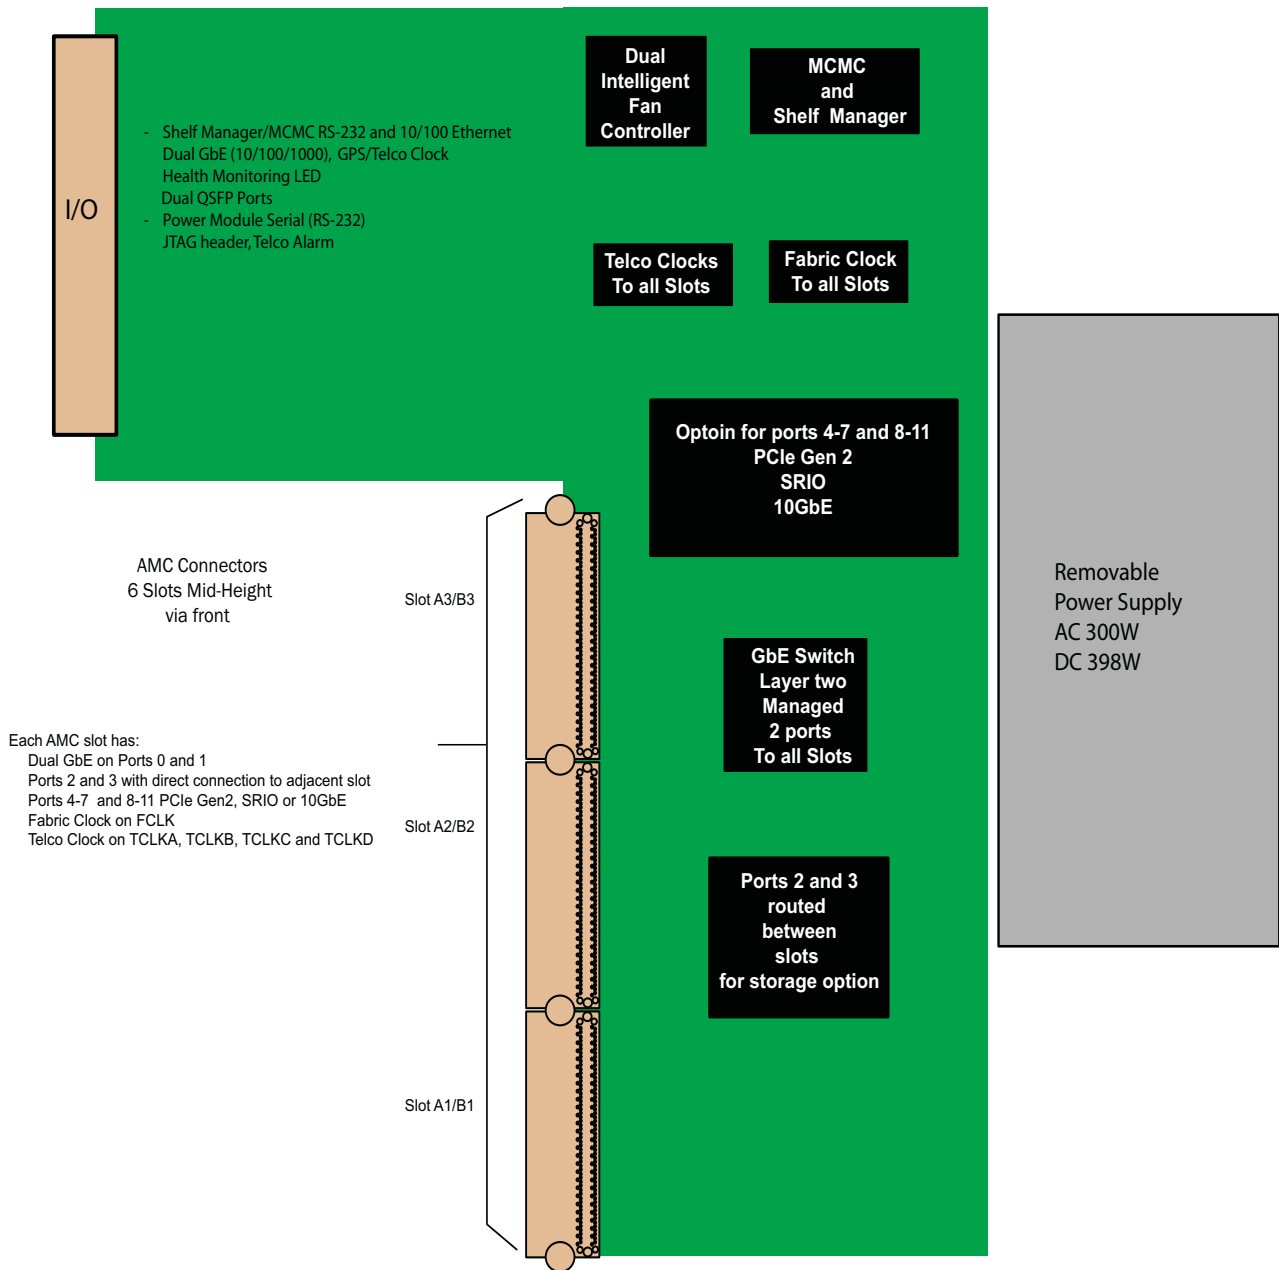 Dual
Intelligent
Fan
Controller
MCMC
and
Shelf Manager
I/O
- Shelf Manager/MCMC RS-232 and 10/100 Ethernet
Dual GbE (10/100/1000), GPS/Telco Clock
Health Monitoring LED
Dual QSFP Ports
- Power Module Serial (RS-232)
JTAG header, Telco Alarm
Telco Clocks
To all Slots
Fabric Clock
To all Slots
Optoin for ports 4-7 and 8-11
PCIe Gen 2
SRIO
10GbE
AMC Connectors
6 Slots Mid-Height
via front
Slot A3/B3
Removable
Power Supply
AC 300W
DC 398W
GbE Switch
Layer two
Managed
2 ports
To all Slots
Each AMC slot has:
Dual GbE on Ports 0 and 1
Ports 2 and 3 with direct connection to adjacent slot
Ports 4-7 and 8-11 PCIe Gen2, SRIO or 10GbE
Fabric Clock on FCLK
Telco Clock on TCLKA, TCLKB, TCLKC and TCLKD
Slot A2/B2
Ports 2 and 3
routed
between
slots
for storage option
Slot A1/B1